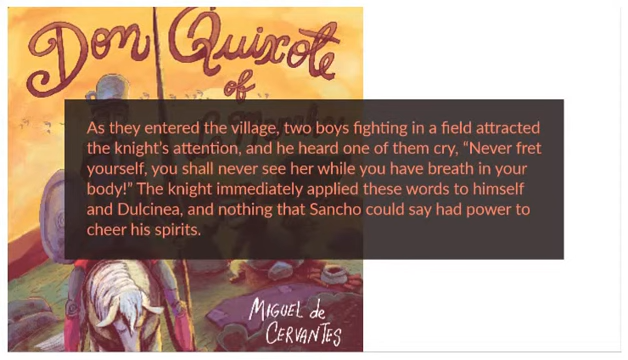 Don Quixote
of
As they entered the village, two boys fighting in a field attracted
the knight's attention, and he heard one of them cry, “Never fret
yourself, you shall never see her while you have breath in your
body!” The knight immediately applied these words to himself
and Dulcinea, and nothing that Sancho could say had power to
cheer his spirits.
MIGUEL de
CERVANTES